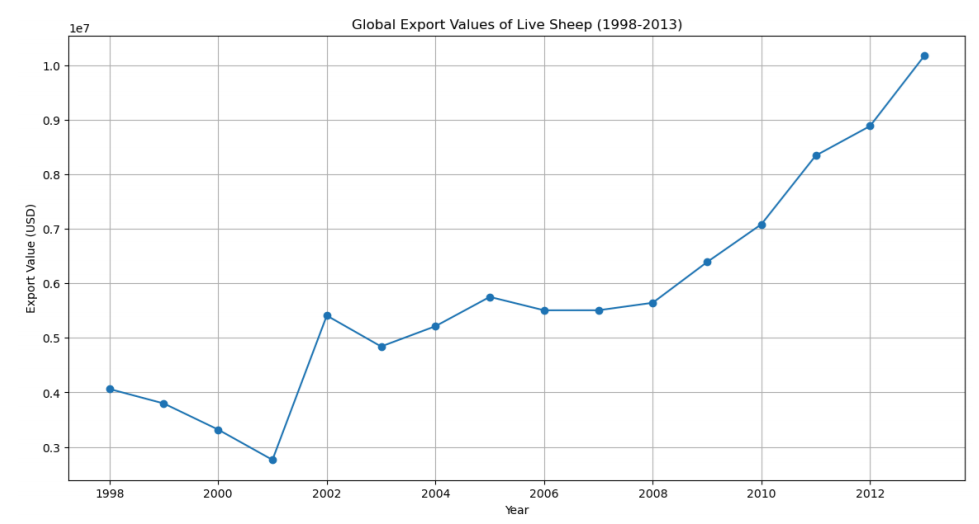 Global Export Values of Live Sheep (1998-2013)
1e7
1.0
0.9
0.8
0.7
0.6
0.5
0.4
0.3
Export Value (USD)
1998 2000 2002 2004 2006 2008 2010 2012
Year